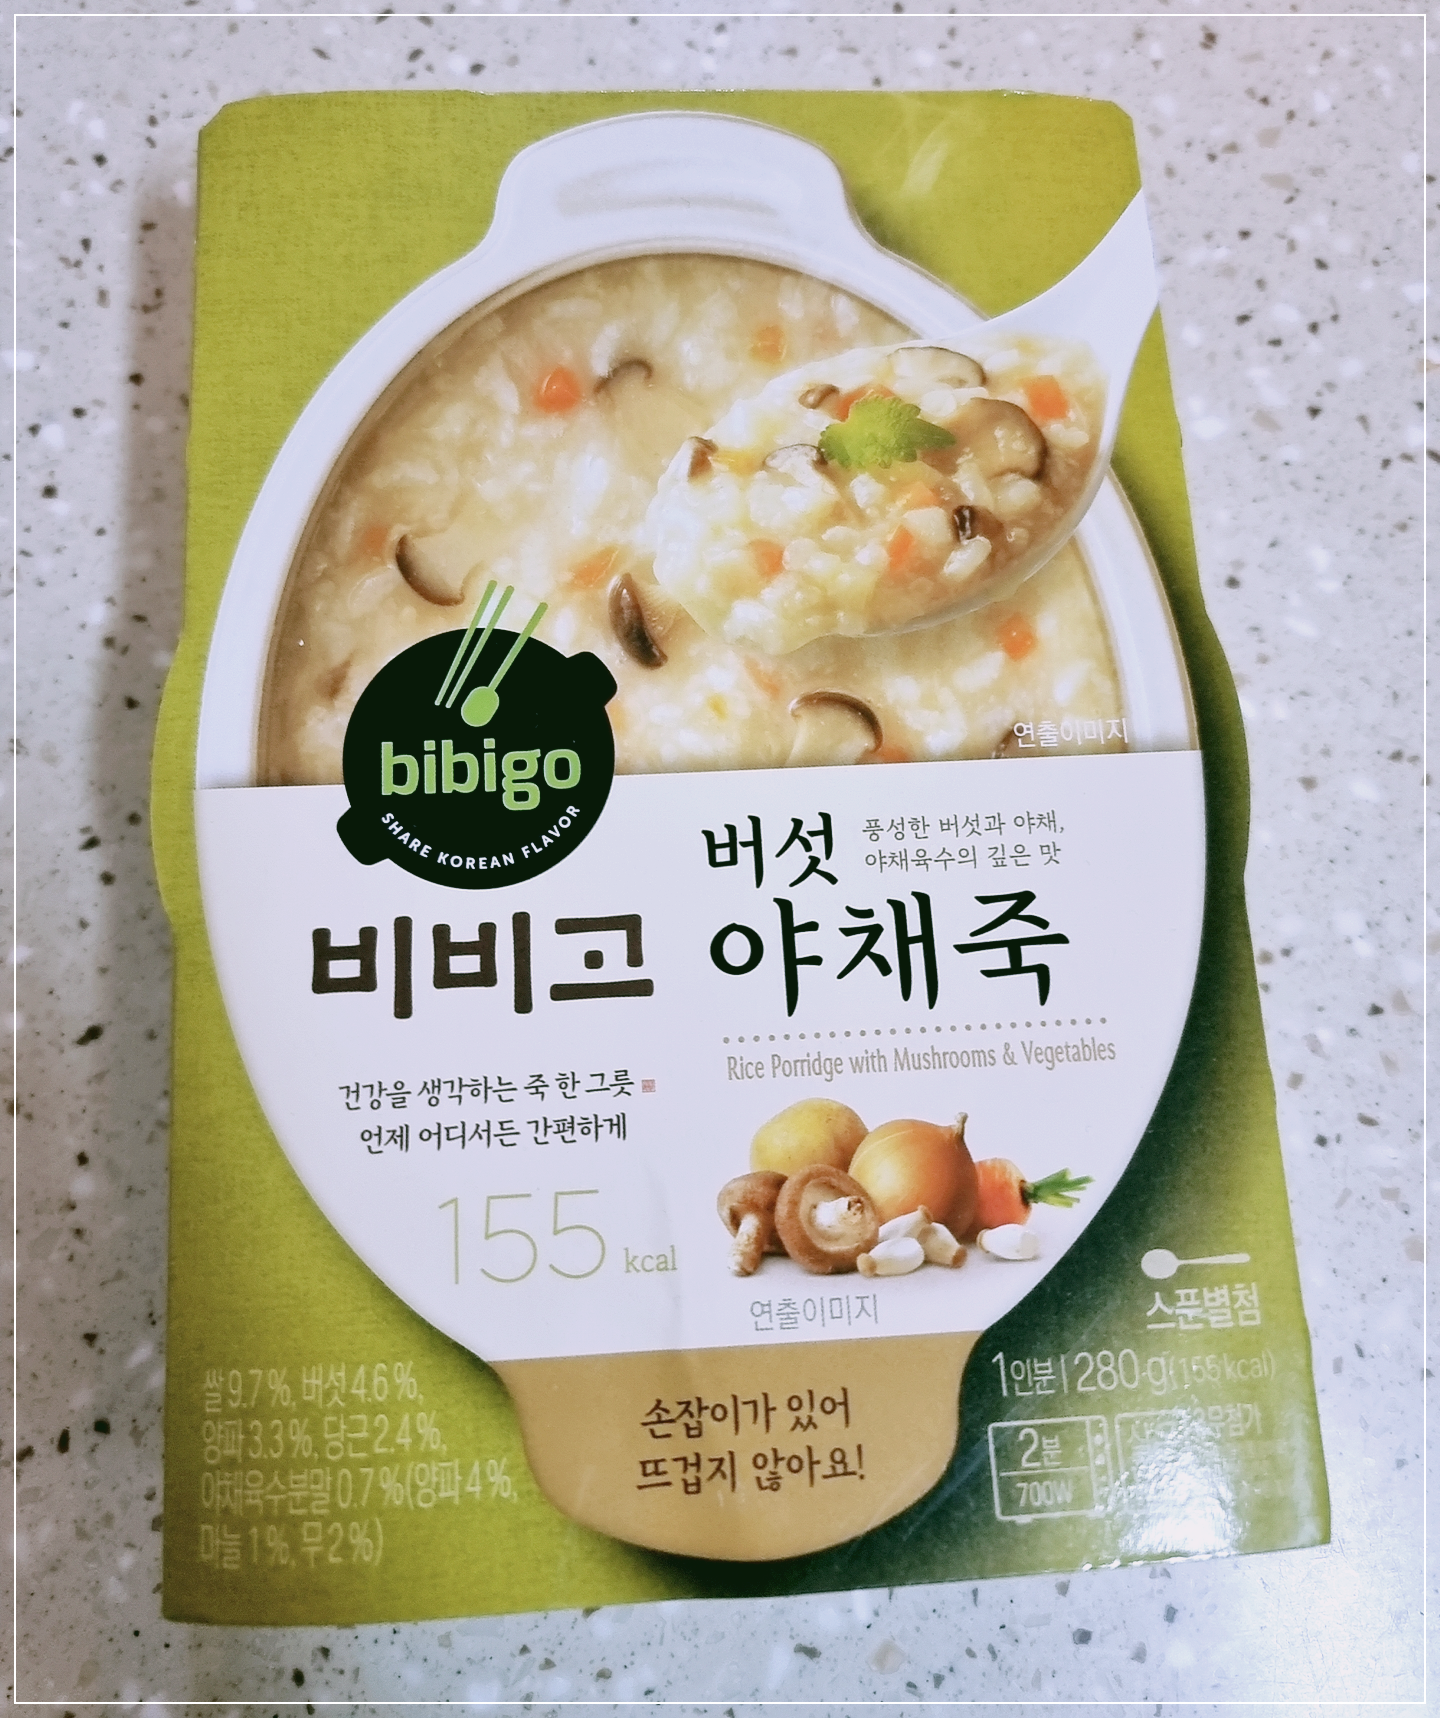 연출이미지
bibigo
SHARE KOREAN FLAVOR
비비고
버섯
야채죽
풍성한 버섯과 야채,
야채육수의 깊은 맛
Rice Porridge with Mushrooms & Vegetables
건강을 생각하는 죽 한 그릇
언제 어디서든 간편하게
155 kcal
연출이미지
스푼별첨
쌀 9.7%, 버섯 4.6%,
양파 3.3%, 당근 2.4%,
야채육수분말 0.7%(양파 4%,
마늘 1%, 무 2%)
손잡이가 있어
뜨겁지 않아요!
1인분 | 280 g(155 kcal)
2분
700W